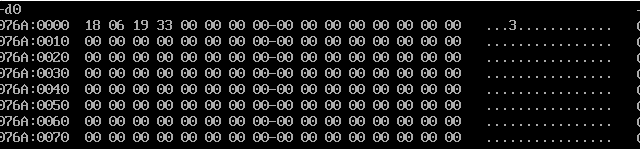 -d0
076A:0000  18 06 19 33 00 00 00 00-00 00 00 00 00 00 00 00   ...3............
076A:0010  00 00 00 00 00 00 00 00-00 00 00 00 00 00 00 00   ................
076A:0020  00 00 00 00 00 00 00 00-00 00 00 00 00 00 00 00   ................
076A:0030  00 00 00 00 00 00 00 00-00 00 00 00 00 00 00 00   ................
076A:0040  00 00 00 00 00 00 00 00-00 00 00 00 00 00 00 00   ................
076A:0050  00 00 00 00 00 00 00 00-00 00 00 00 00 00 00 00   ................
076A:0060  00 00 00 00 00 00 00 00-00 00 00 00 00 00 00 00   ................
076A:0070  00 00 00 00 00 00 00 00-00 00 00 00 00 00 00 00   ................